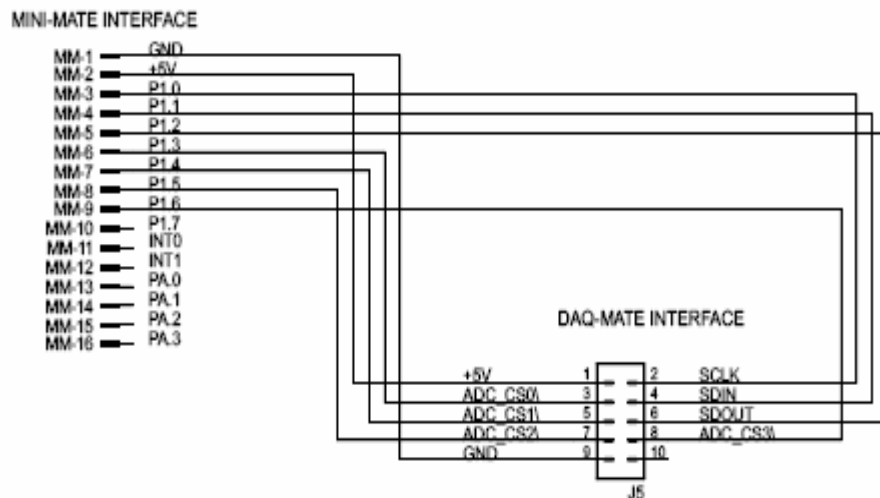 MINI-MATE INTERFACE
MM-1 GND
MM-2 +5V
MM-3 P1.0
MM-4 P1.1
MM-5 P1.2
MM-6 P1.3
MM-7 P1.4
MM-8 P1.5
MM-9 P1.6
MM-10 P1.7
MM-11 INT0
MM-12 INT1
MM-13 PA.0
MM-14 PA.1
MM-15 PA.2
MM-16 PA.3
DAQ-MATE INTERFACE
+5V 1 2 SCLK
ADC_CS0\ 3 4 SDIN
ADC_CS1\ 5 6 SDOUT
ADC_CS2\ 7 8 ADC_CS3\
GND 9 10
J5